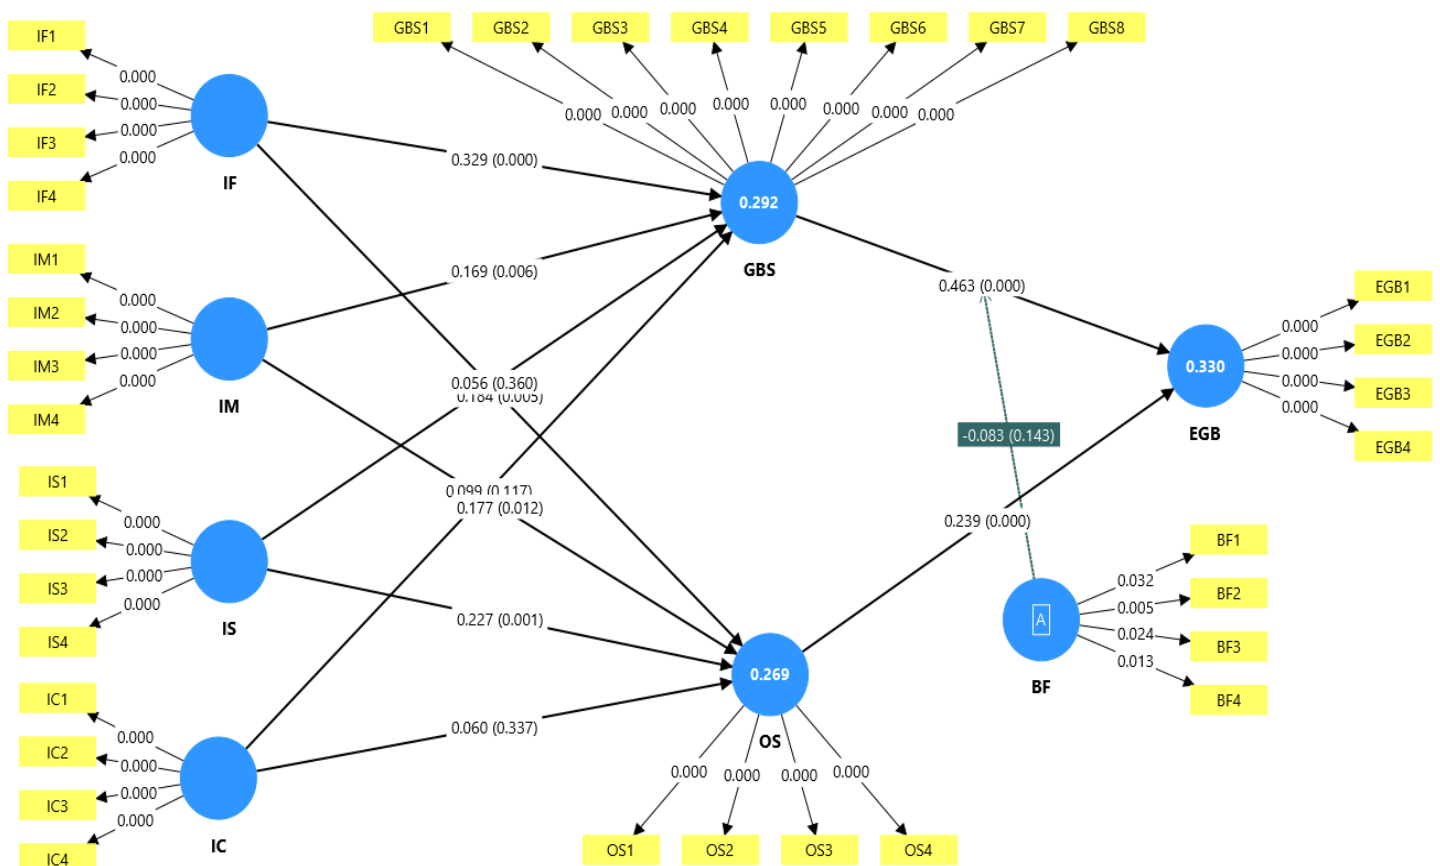 GBS1 GBS2 GBS3 GBS4 GBS5 GBS6 GBS7 GBS8
IF1
IF2
IF3
IF4
0.000
0.000
0.000
0.000
IF
0.000 0.000 0.000 0.000 0.000 0.000 0.000 0.000
0.329 (0.000)
0.292
GBS
IM1
IM2
IM3
IM4
0.000
0.000
0.000
0.000
IM
0.169 (0.006)
0.463 (0.000)
EGB1
EGB2
EGB3
EGB4
0.000
0.000
0.000
0.000
0.330
EGB
0.056 (0.360)
0.184 (0.005)
-0.083 (0.143)
IS1
IS2
IS3
IS4
0.000
0.000
0.000
0.000
IS
0.099 (0.117)
0.177 (0.012)
0.239 (0.000)
BF1
BF2
BF3
BF4
0.032
0.005
0.024
0.013
A
BF
0.227 (0.001)
0.269
OS
IC1
IC2
IC3
IC4
0.000
0.000
0.000
0.000
IC
0.060 (0.337)
0.000 0.000 0.000 0.000
OS1 OS2 OS3 OS4